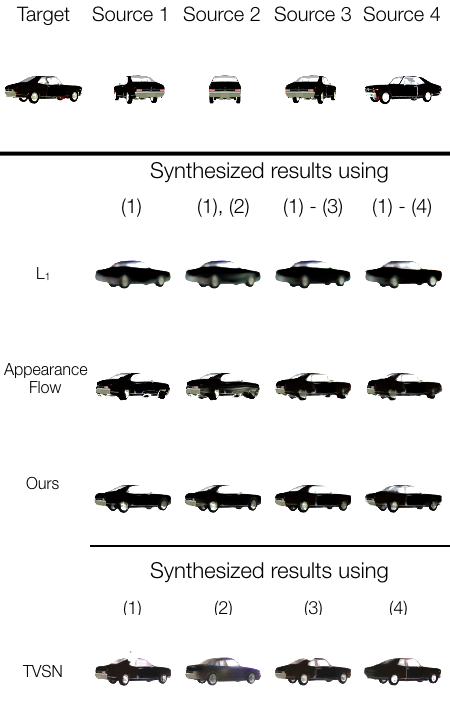 Target Source 1 Source 2 Source 3 Source 4
Synthesized results using
(1) (1), (2) (1) - (3) (1) - (4)
L₁
Appearance
Flow
Ours
Synthesized results using
(1) (2) (3) (4)
TVSN